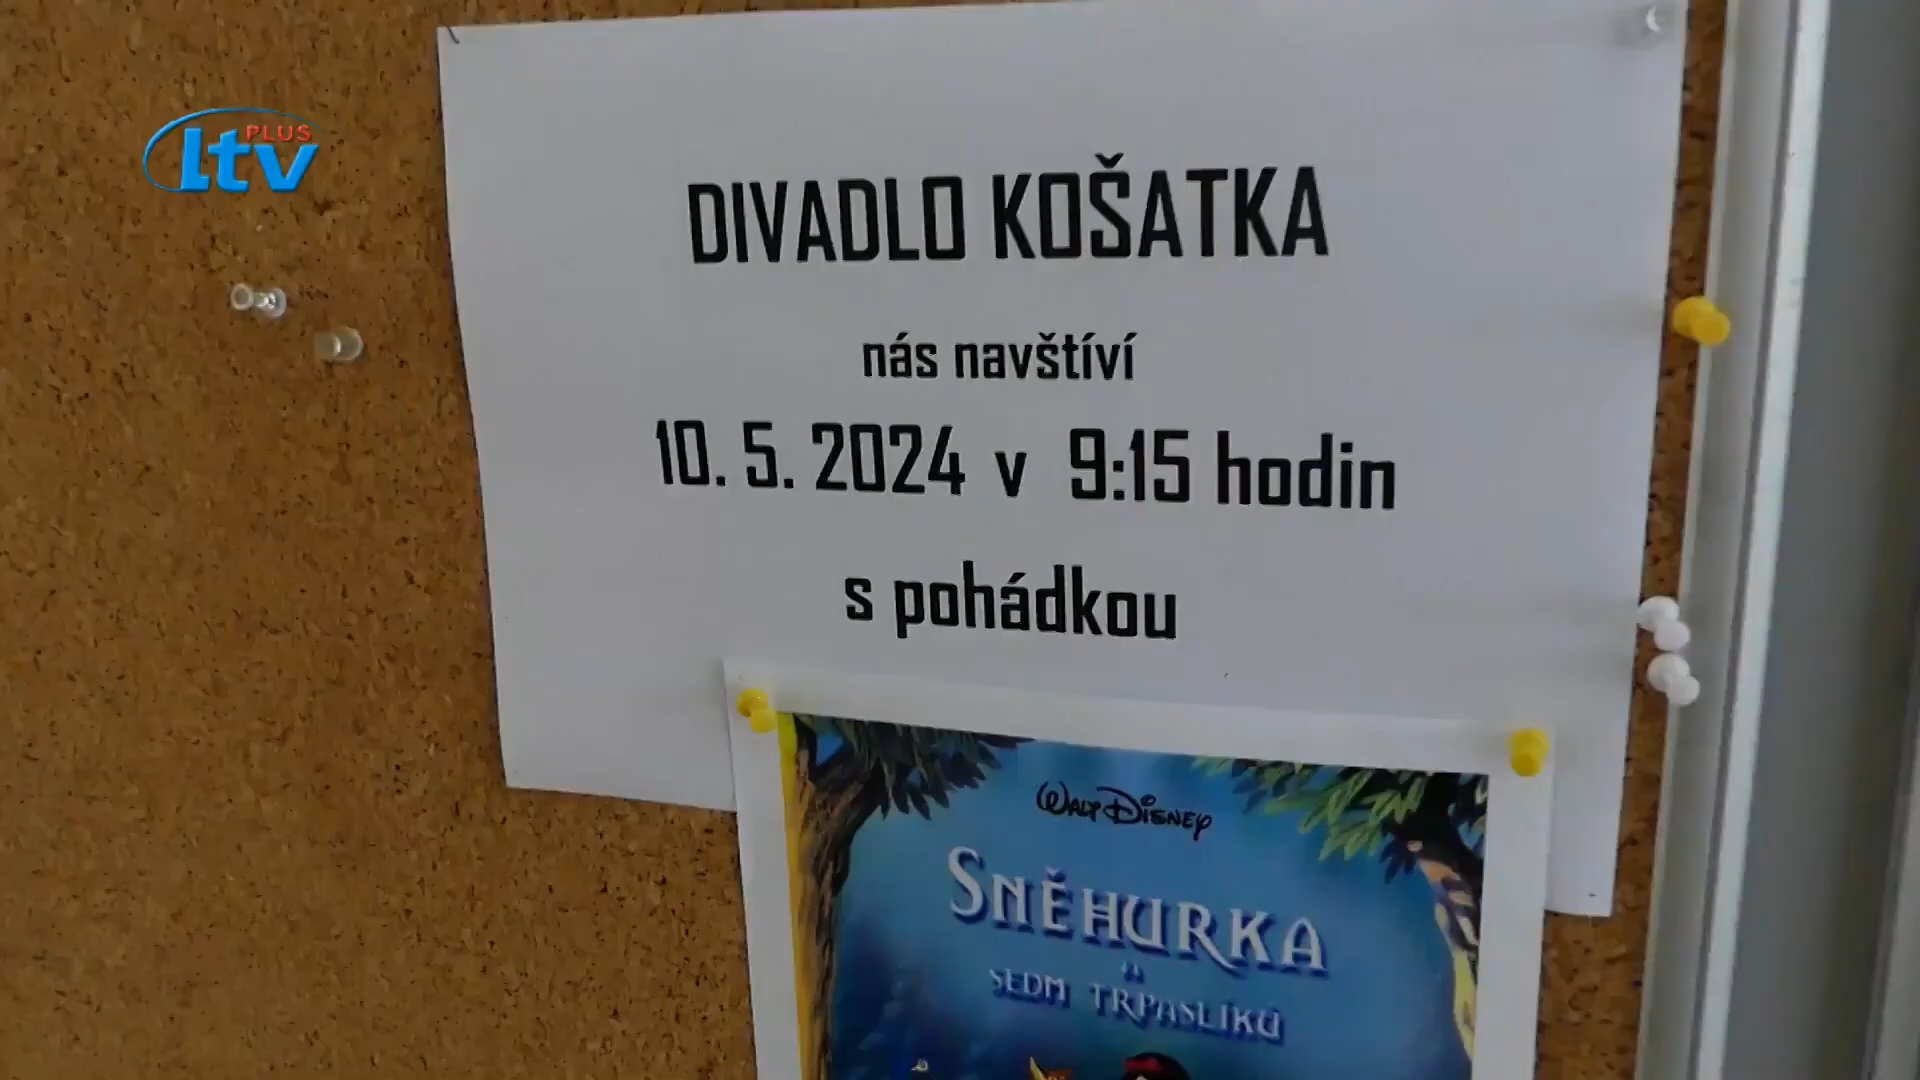 PLUS
ltv
DIVADLO KOŠATKA
nás navštíví
10. 5. 2024 v 9:15 hodin
s pohádkou
WALT DISNEY
SNĚHURKA
A
SEDM TRPASLÍKŮ